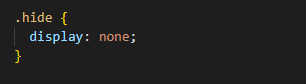 .hide {
  display: none;
}